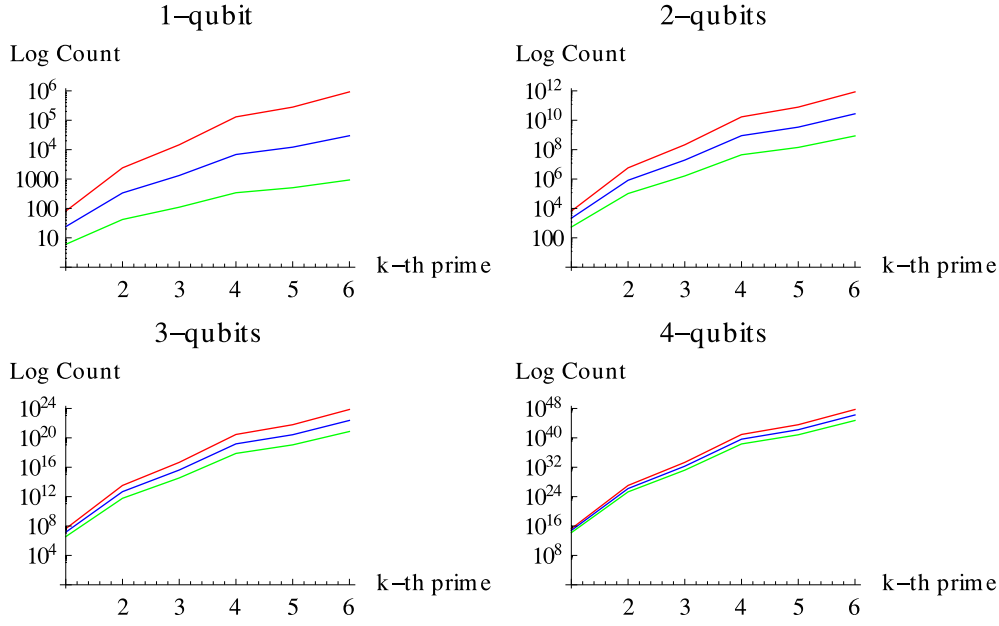 1−qubit
Log Count
10^6
10^5
10^4
1000
100
10
k−th prime
2 3 4 5 6
2−qubits
Log Count
10^12
10^10
10^8
10^6
10^4
100
k−th prime
2 3 4 5 6
3−qubits
Log Count
10^24
10^20
10^16
10^12
10^8
10^4
k−th prime
2 3 4 5 6
4−qubits
Log Count
10^48
10^40
10^32
10^24
10^16
10^8
k−th prime
2 3 4 5 6